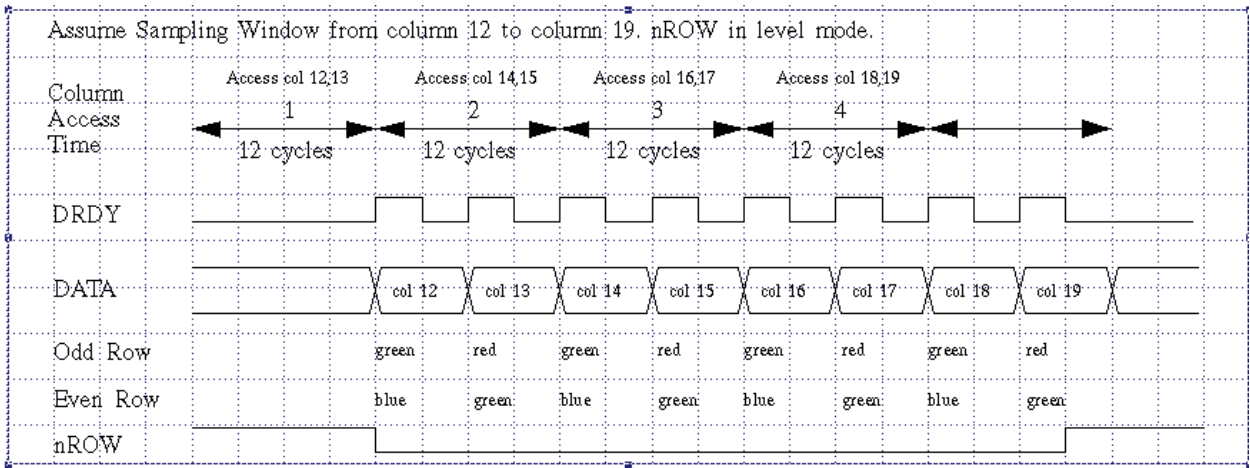 Assume Sampling Window from column 12 to column 19. nROW in level mode.
Access col 12,13 Access col 14,15 Access col 16,17 Access col 18,19
Column
Access
Time
1 2 3 4
12 cycles 12 cycles 12 cycles 12 cycles
DRDY
DATA col 12 col 13 col 14 col 15 col 16 col 17 col 18 col 19
Odd Row green red green red green red green red
Even Row blue green blue green blue green blue green
nROW